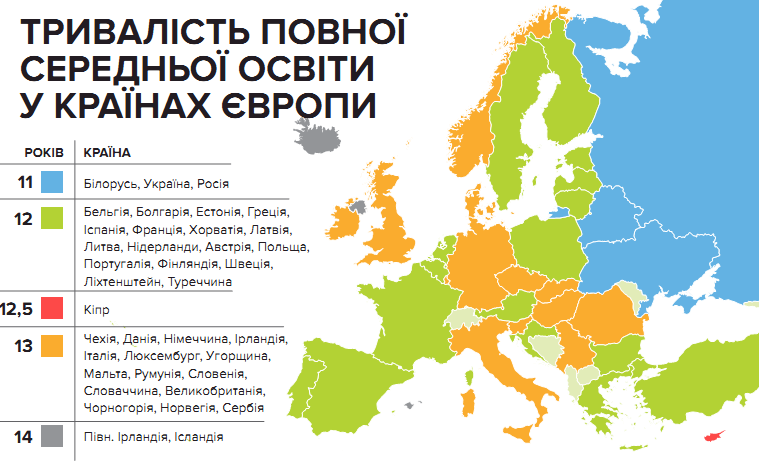 ТРИВАЛІСТЬ ПОВНОЇ
СЕРЕДНЬОЇ ОСВІТИ
У КРАЇНАХ ЄВРОПИ
РОКІВ КРАЇНА
11 Білорусь, Україна, Росія
12 Бельгія, Болгарія, Естонія, Греція,
Іспанія, Франція, Хорватія, Латвія,
Литва, Нідерланди, Австрія, Польща,
Португалія, Фінляндія, Швеція,
Ліхтенштейн, Туреччина
12,5 Кіпр
13 Чехія, Данія, Німеччина, Ірландія,
Італія, Люксембург, Угорщина,
Мальта, Румунія, Словенія,
Словаччина, Великобританія,
Чорногорія, Норвегія, Сербія
14 Півн. Ірландія, Ісландія